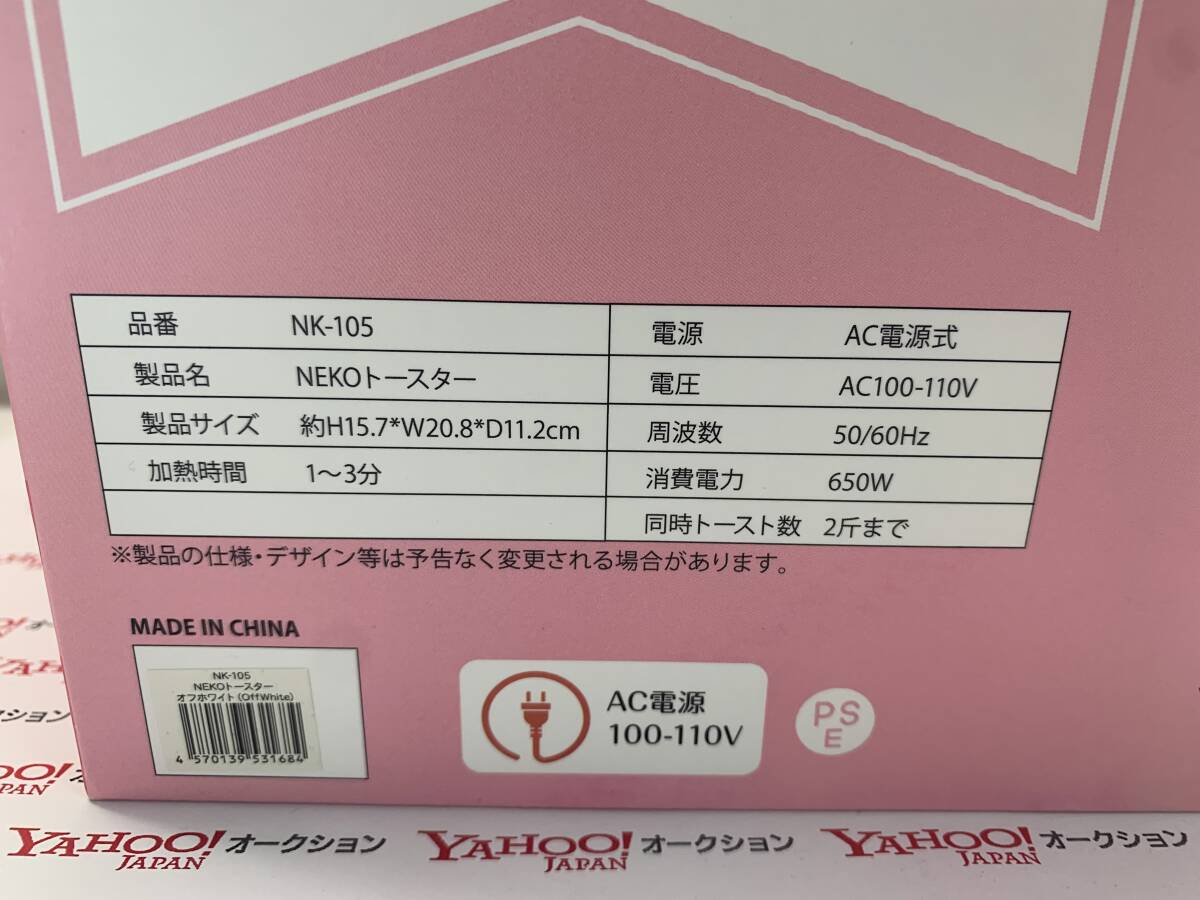 品番 NK-105 電源 AC電源式
製品名 NEKOトースター 電圧 AC100-110V
製品サイズ 約H15.7*W20.8*D11.2cm 周波数 50/60Hz
加熱時間 1～3分 消費電力 650W
同時トースト数 2斤まで
※製品の仕様・デザイン等は予告なく変更される場合があります。
MADE IN CHINA
NK-105
NEKOトースター
オフホワイト(OffWhite)
4 570139 531684
AC電源
100-110V
PS
E
YAHOO! オークション
JAPAN
YAHOO! オークション
JAPAN
YAHOO! オークション
JAPAN